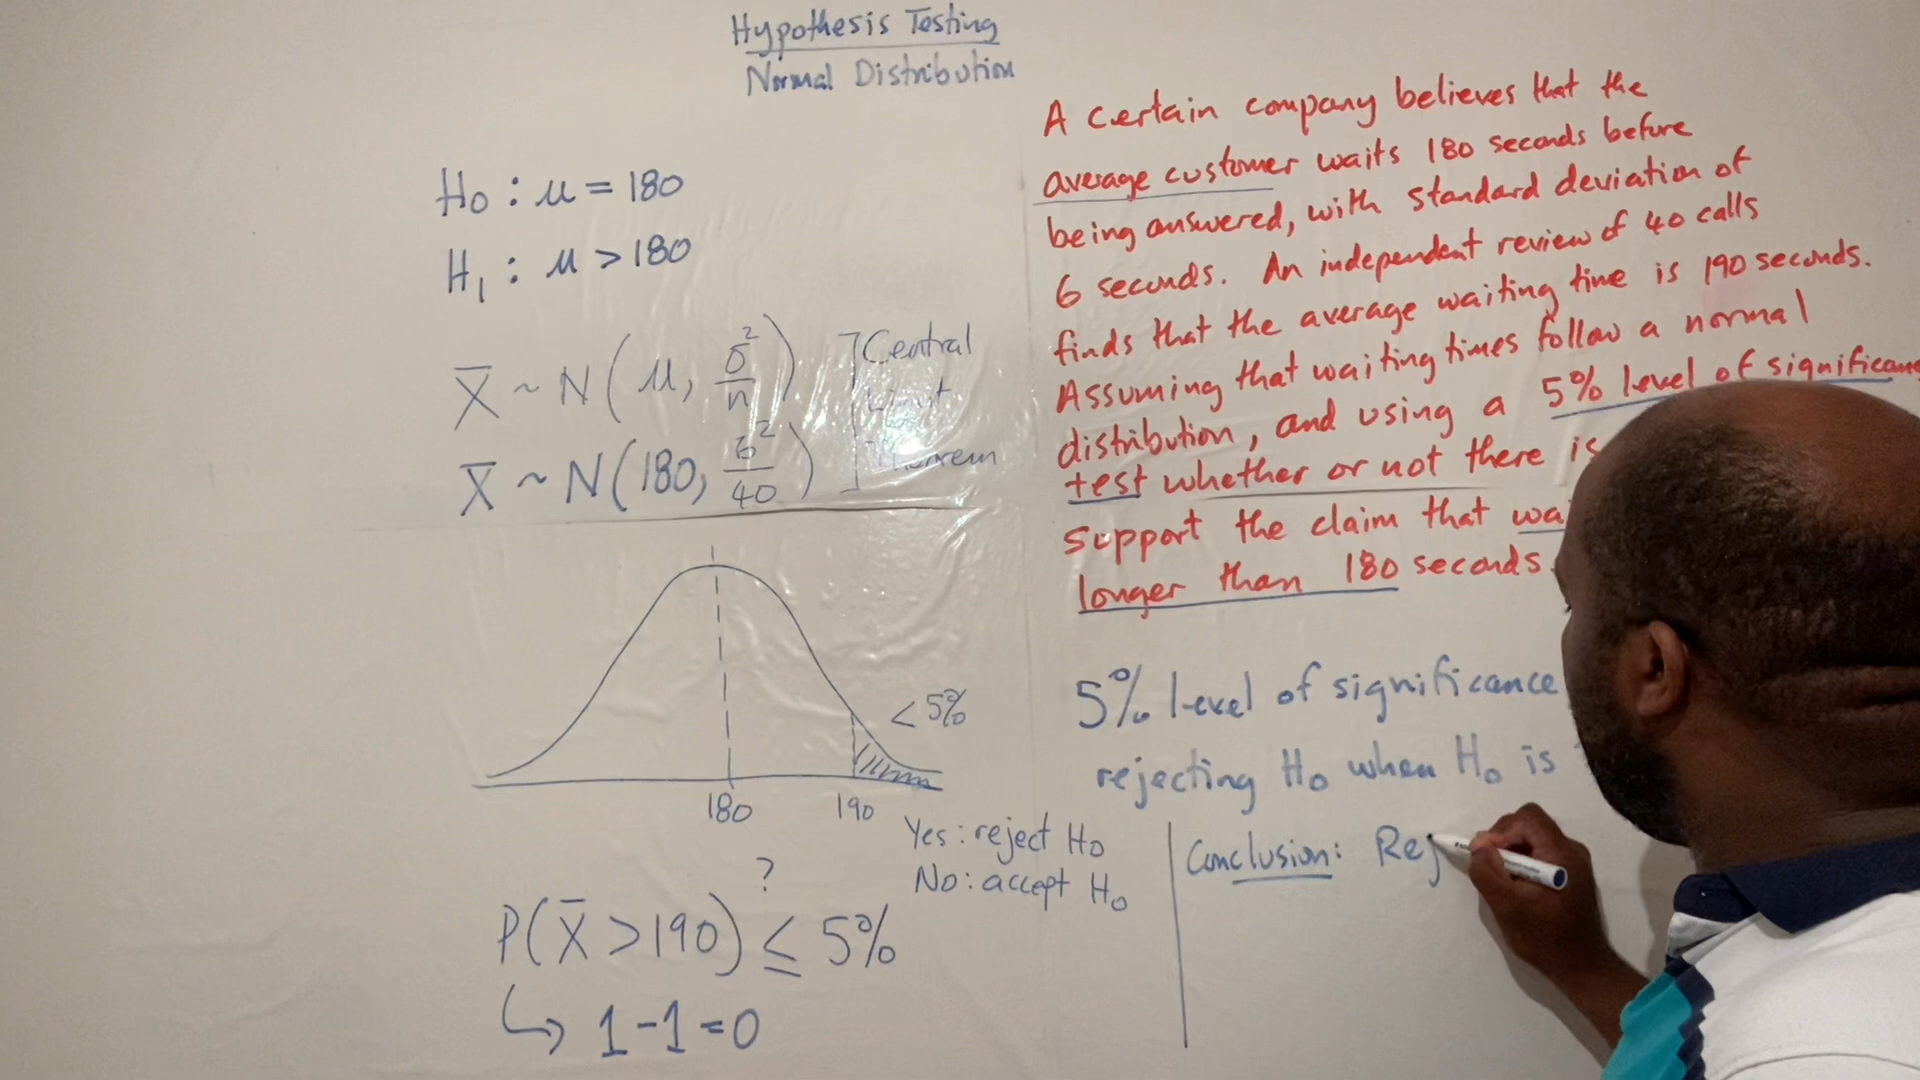 Hypothesis Testing
Normal Distribution
H₀ : μ = 180
H₁ : μ > 180
X̄ ~ N(μ, σ²/n)
X̄ ~ N(180, 6²/40)
Central
Limit
Theorem
A certain company believes that the
average customer waits 180 seconds before
being answered, with standard deviation of
6 seconds. An independent review of 40 calls
finds that the average waiting time is 190 seconds.
Assuming that waiting times follow a normal
distribution, and using a 5% level of significanc
test whether or not there is
support the claim that wa
longer than 180 seconds.
< 5%
180 190
Yes : reject H₀
No : accept H₀
?
P(X̄ > 190) ≤ 5%
↳ 1 - 1 = 0
5% level of significance
rejecting H₀ when H₀ is
Conclusion: Rej